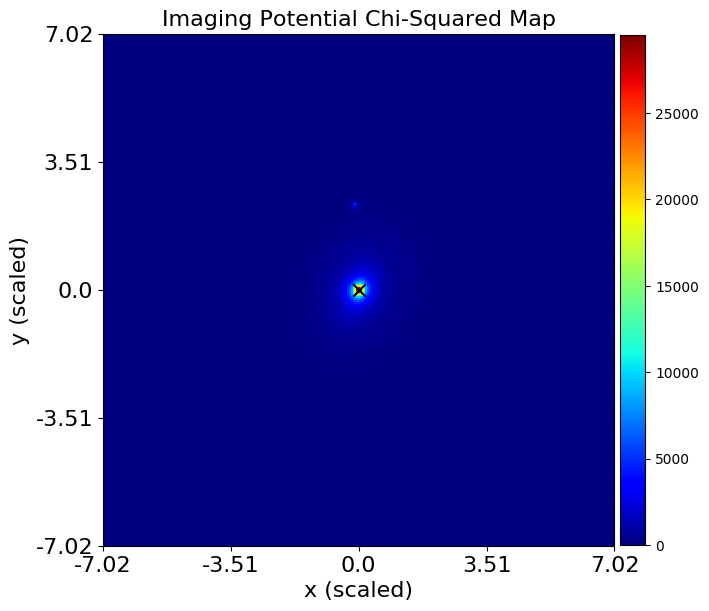 Imaging Potential Chi-Squared Map
7.02
3.51
0.0
-3.51
-7.02
y (scaled)
-7.02 -3.51 0.0 3.51 7.02
x (scaled)
25000
20000
15000
10000
5000
0